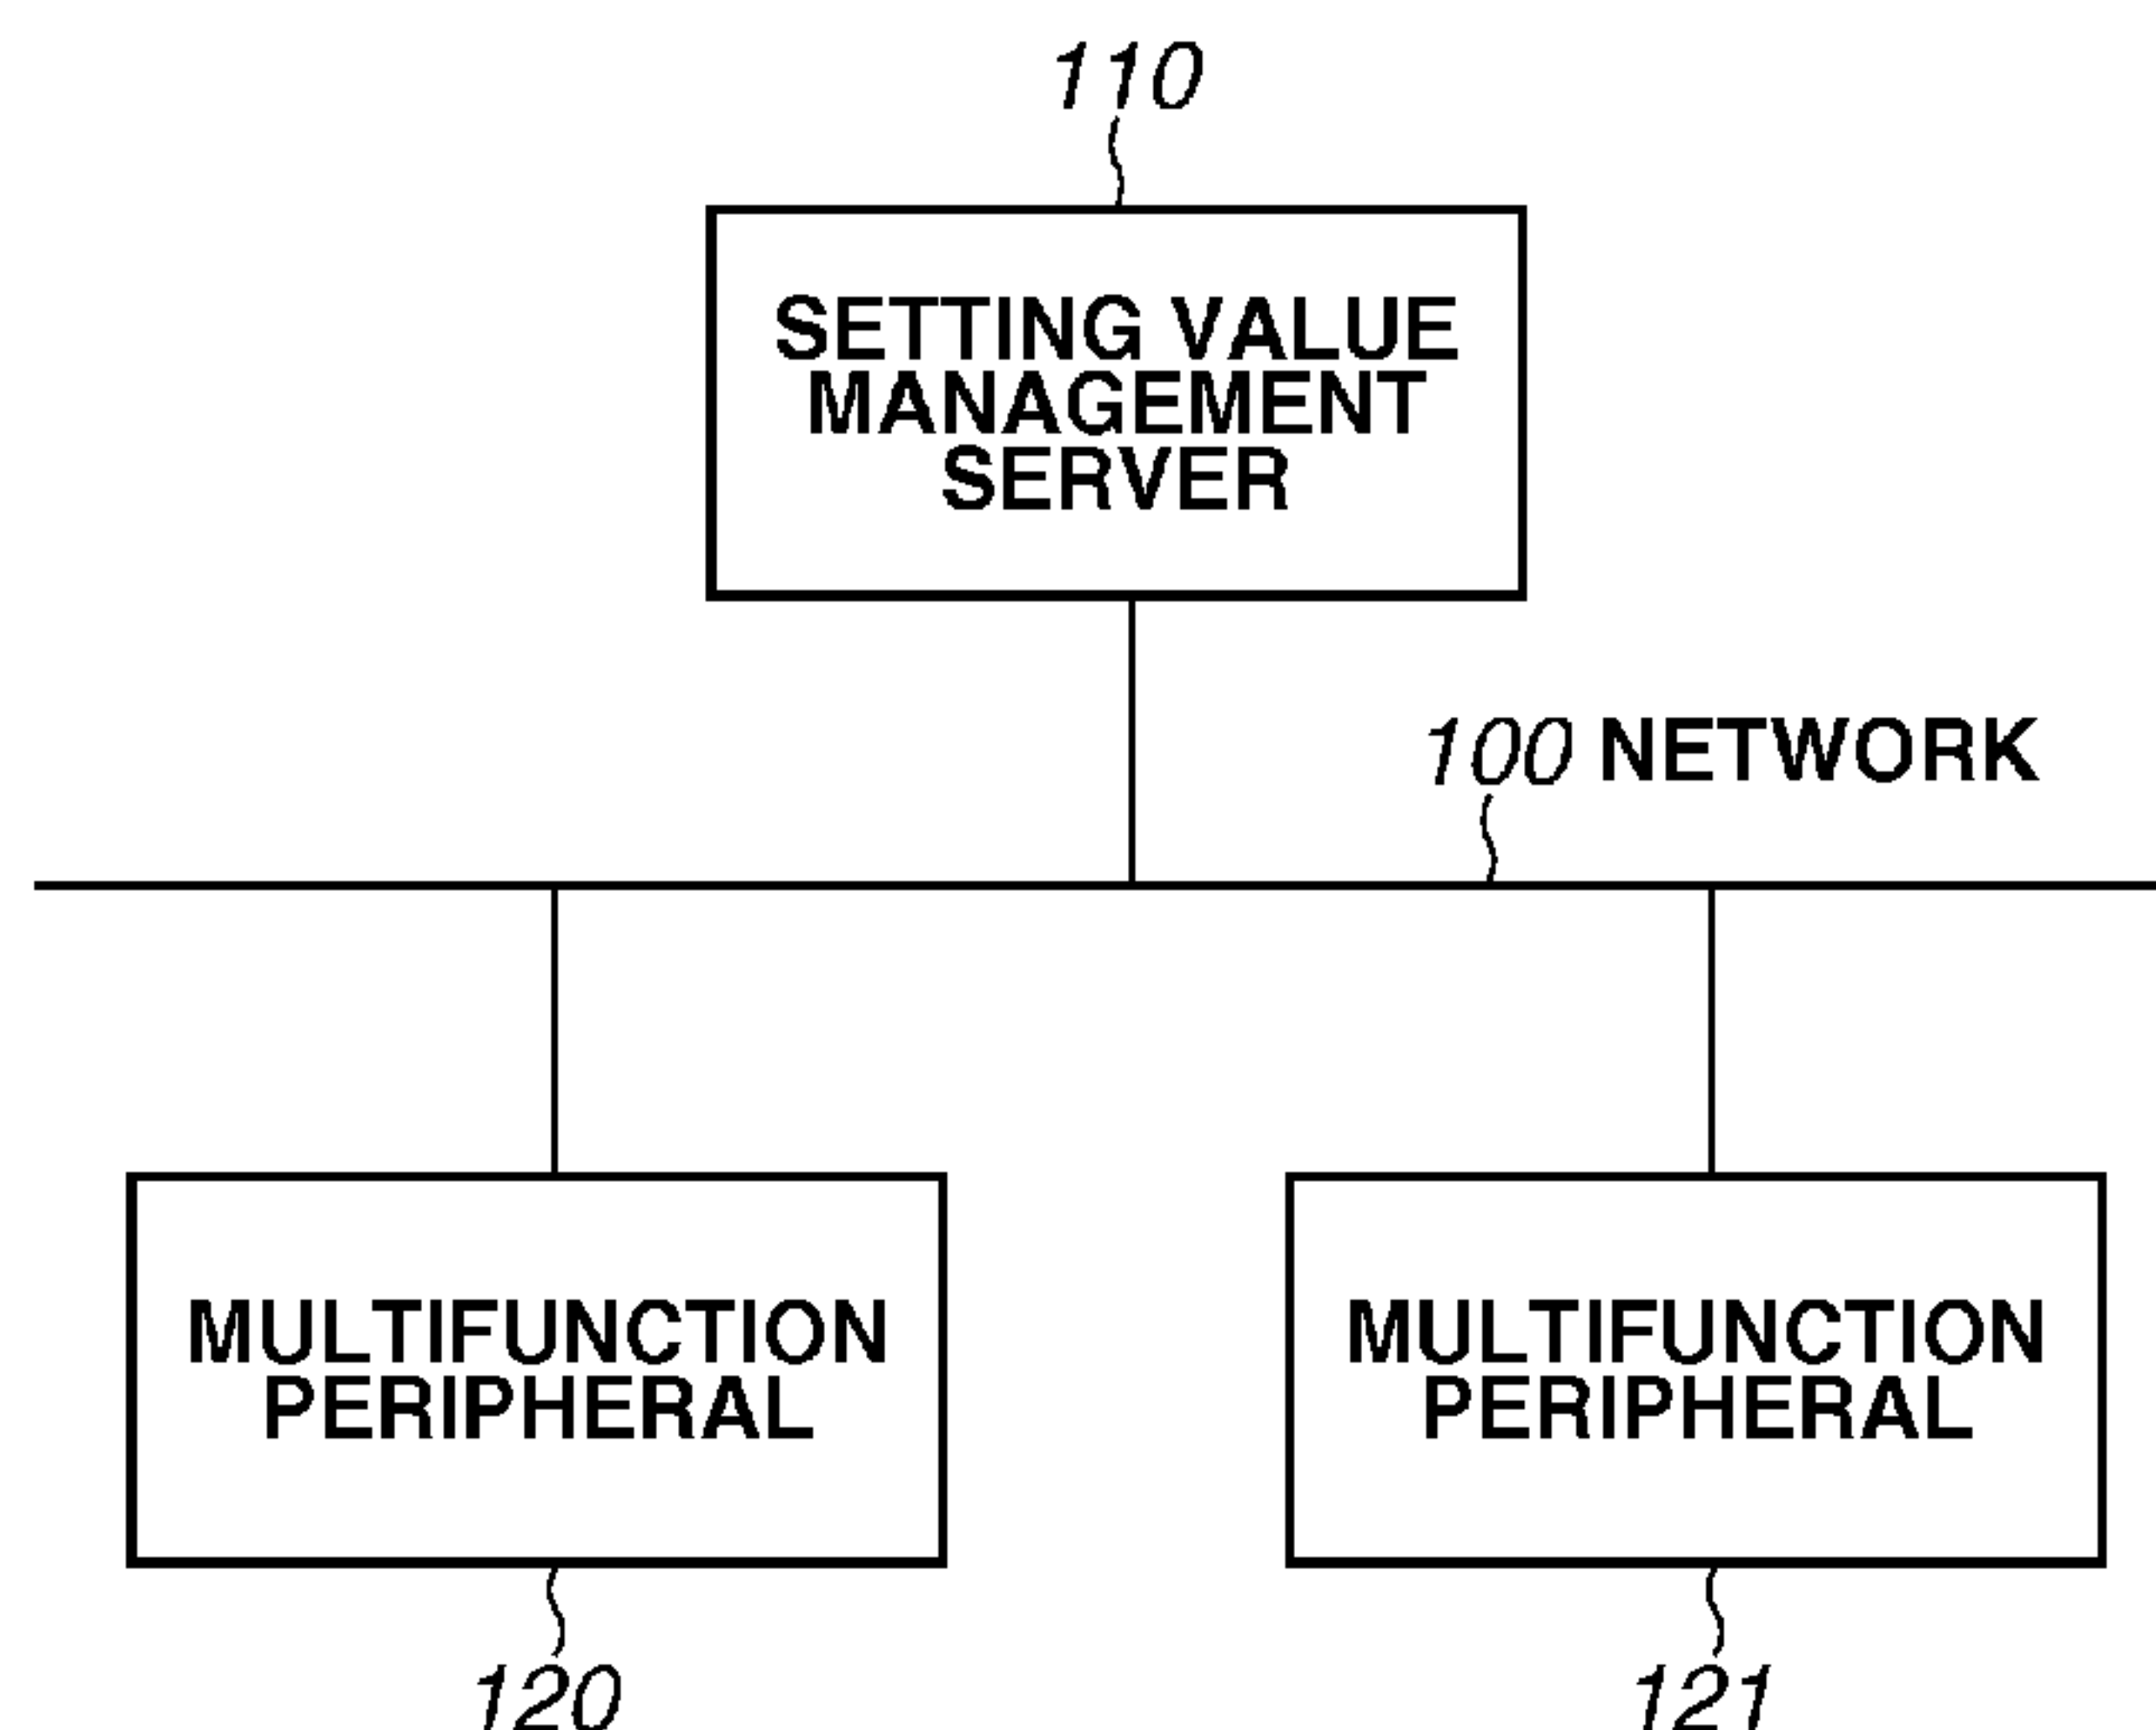 110
SETTING VALUE
MANAGEMENT
SERVER
100 NETWORK
MULTIFUNCTION
PERIPHERAL
MULTIFUNCTION
PERIPHERAL
120
121